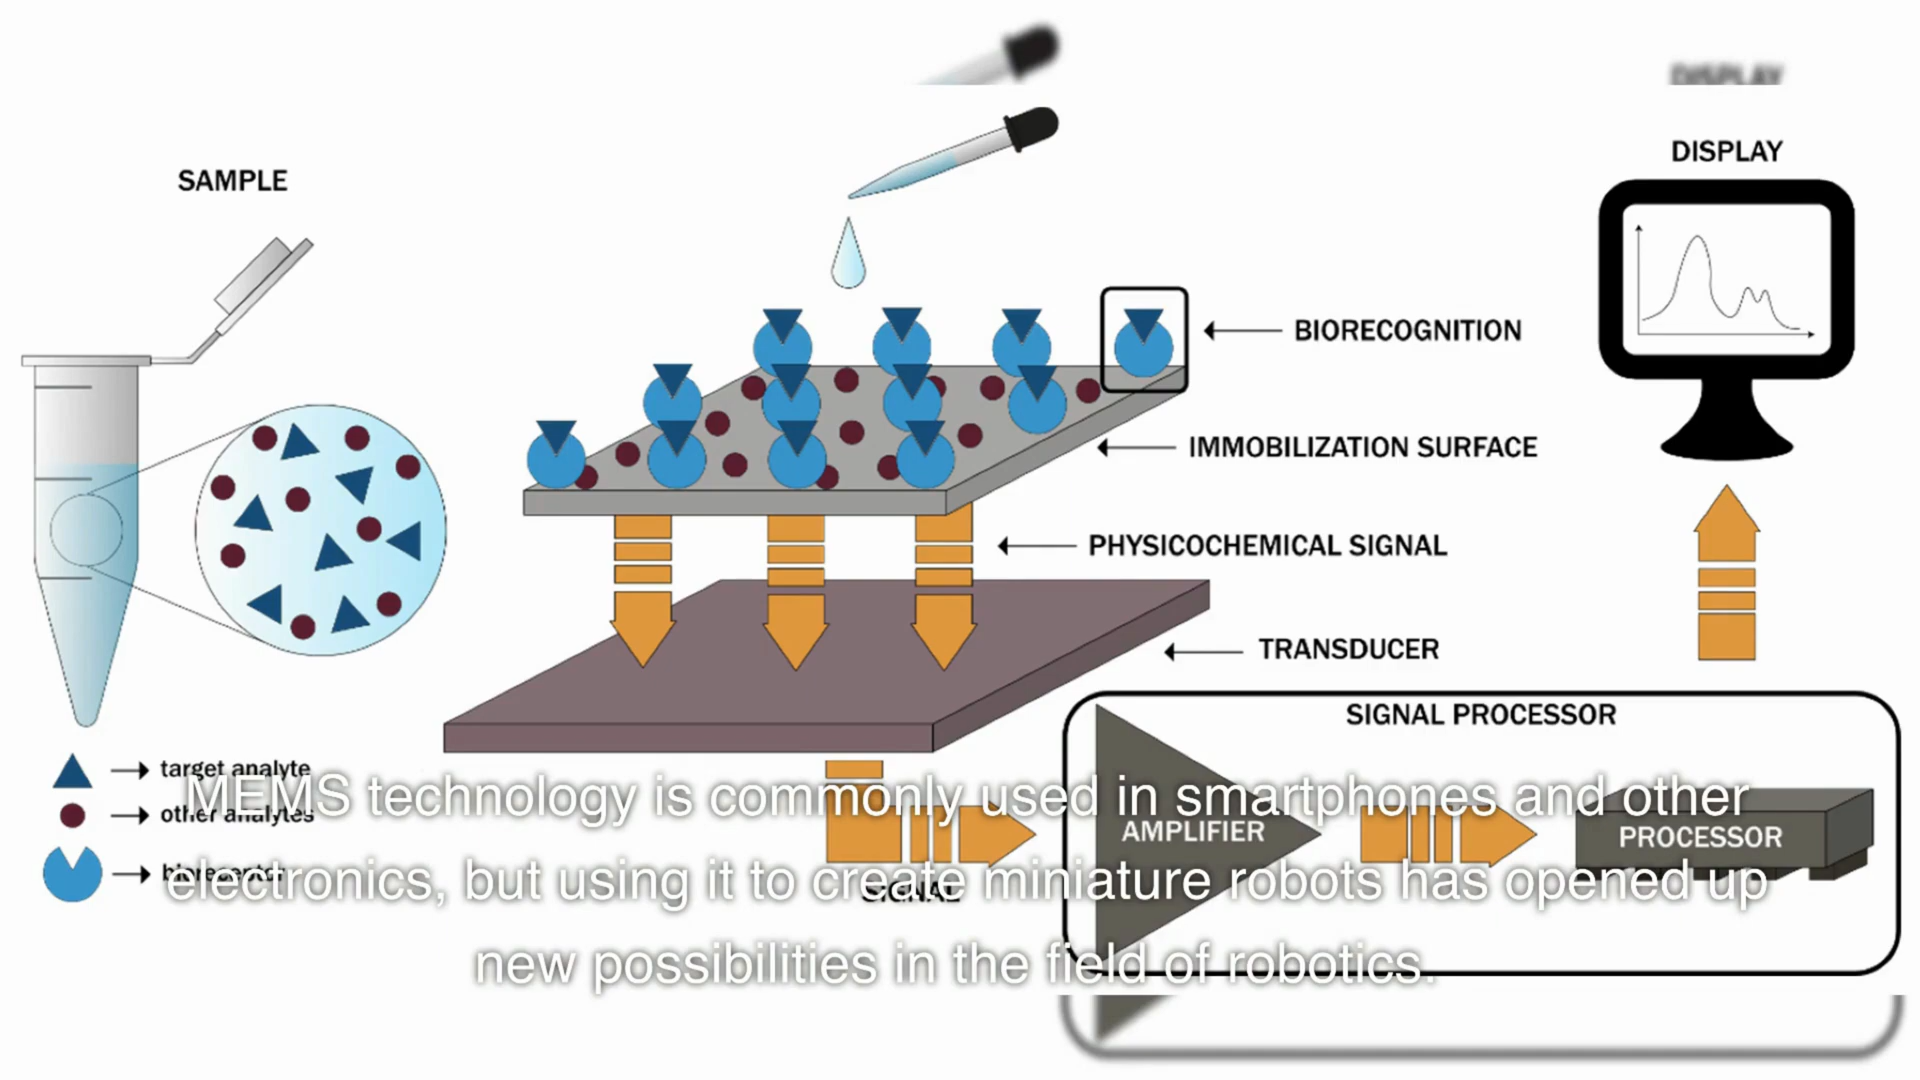 DISPLAY
DISPLAY
SAMPLE
BIORECOGNITION
IMMOBILIZATION SURFACE
PHYSICOCHEMICAL SIGNAL
TRANSDUCER
SIGNAL PROCESSOR
target analyte
other analytes
bioreceptor
AMPLIFIER
PROCESSOR
SIGNAL
MEMS technology is commonly used in smartphones and other
electronics, but using it to create miniature robots has opened up
new possibilities in the field of robotics.